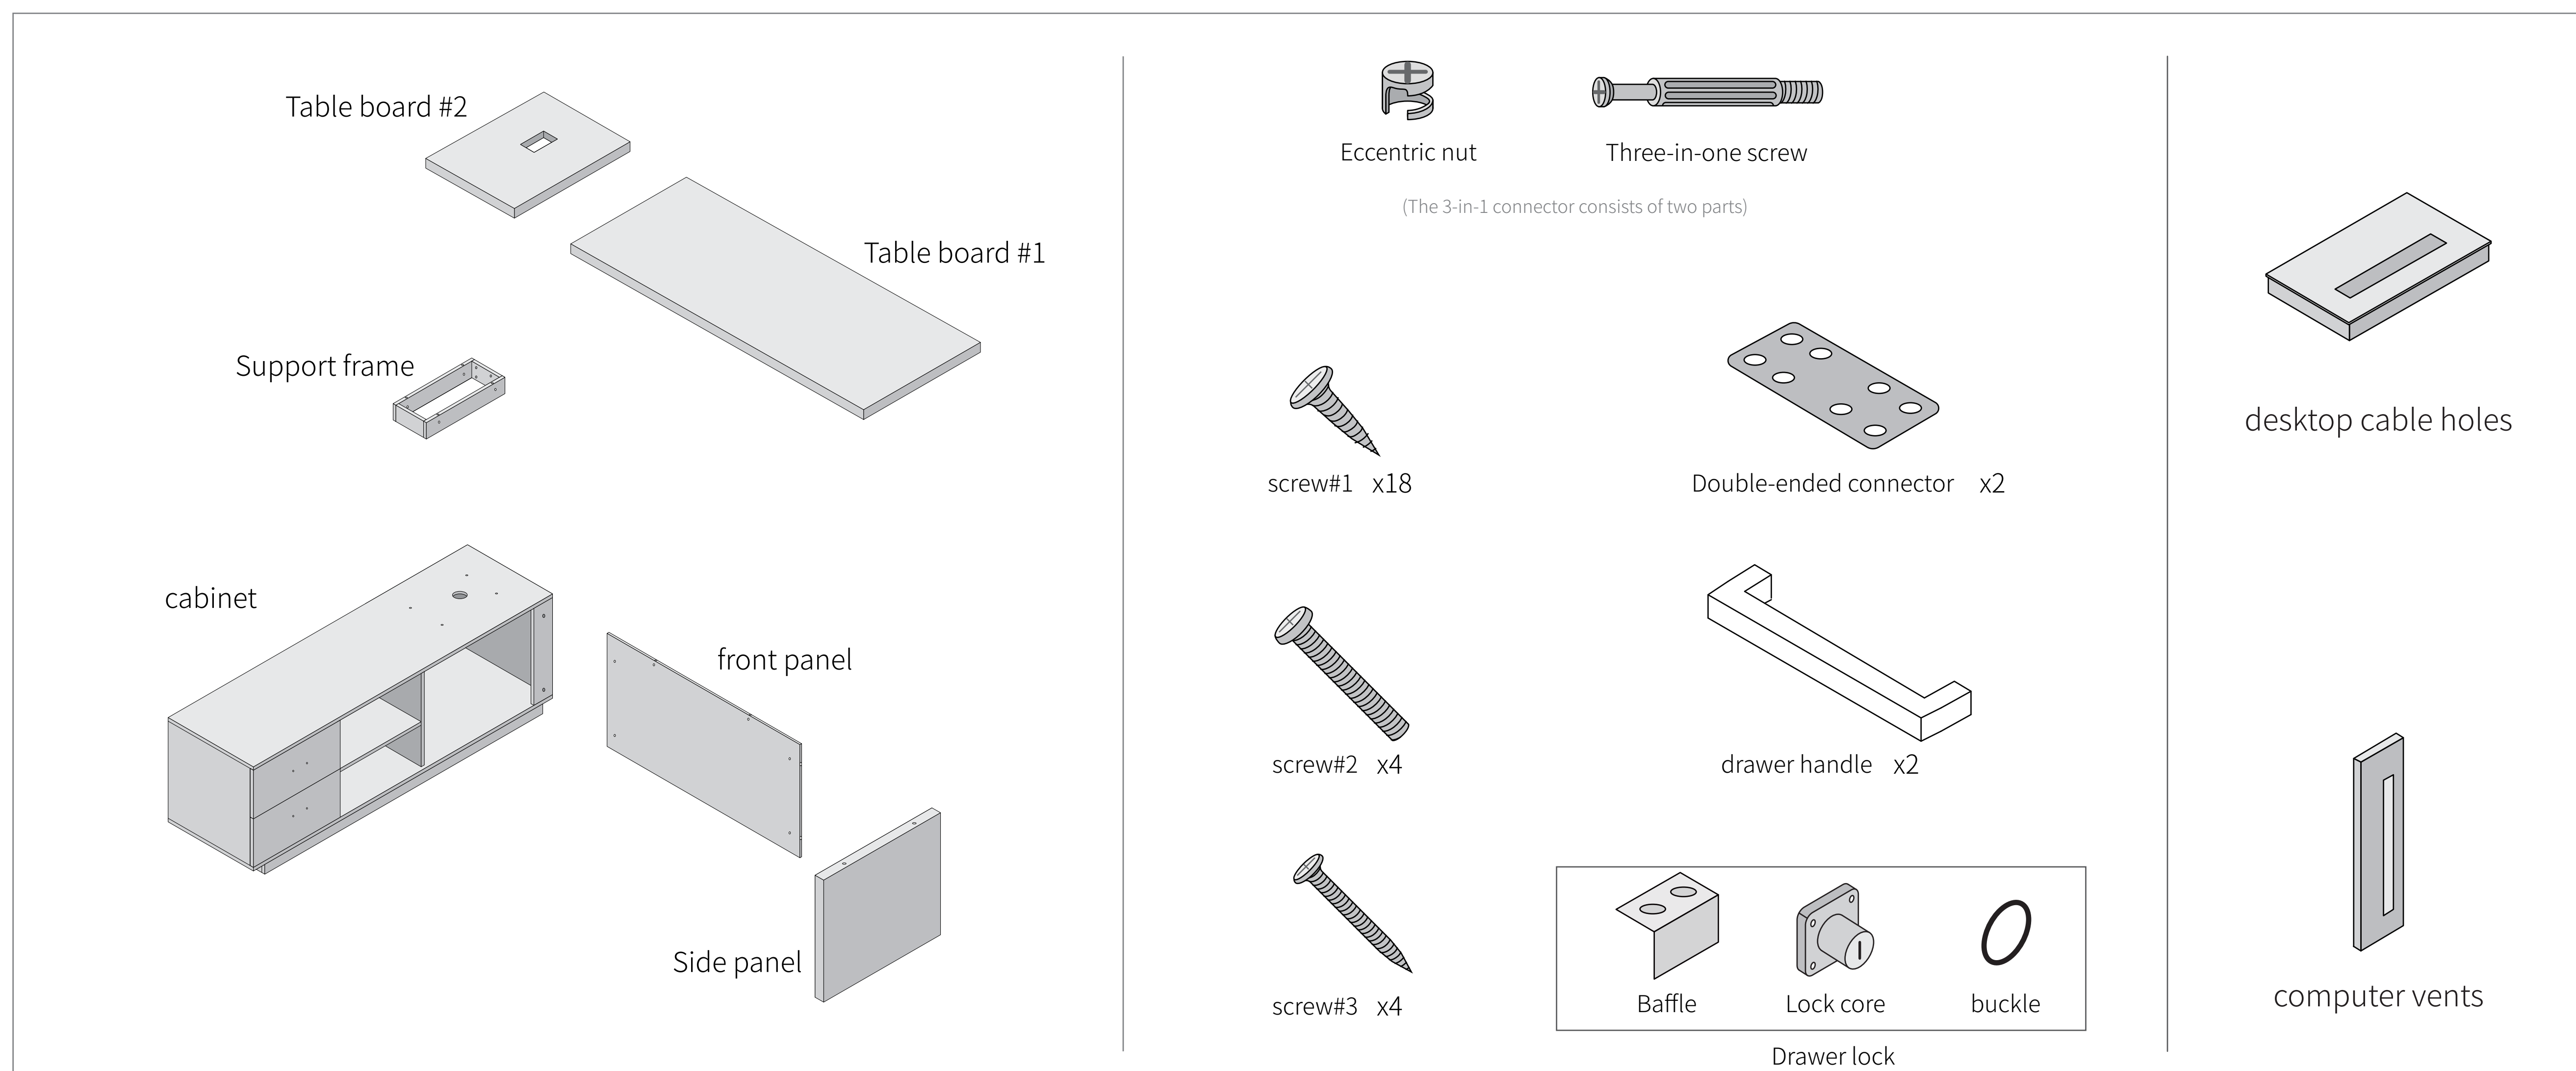 Table board #2
Table board #1
Support frame
cabinet
front panel
Side panel
Eccentric nut
Three-in-one screw
(The 3-in-1 connector consists of two parts)
screw#1 x18
Double-ended connector x2
screw#2 x4
drawer handle x2
screw#3 x4
Baffle
Lock core
buckle
Drawer lock
desktop cable holes
computer vents